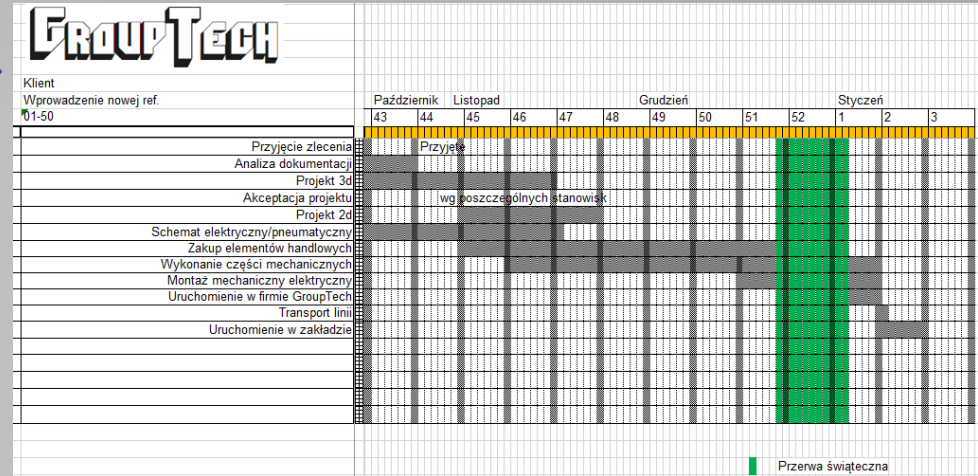 GROUPTECH
Klient
Wprowadzenie nowej ref.
01-50
Październik Listopad Grudzień Styczeń
43 44 45 46 47 48 49 50 51 52 1 2 3
Przyjęcie zlecenia Przyjęte
Analiza dokumentacji
Projekt 3d
Akceptacja projektu wg poszczególnych stanowisk
Projekt 2d
Schemat elektryczny/pneumatyczny
Zakup elementów handlowych
Wykonanie części mechanicznych
Montaż mechaniczny elektryczny
Uruchomienie w firmie GroupTech
Transport linii
Uruchomienie w zakładzie
Przerwa świąteczna